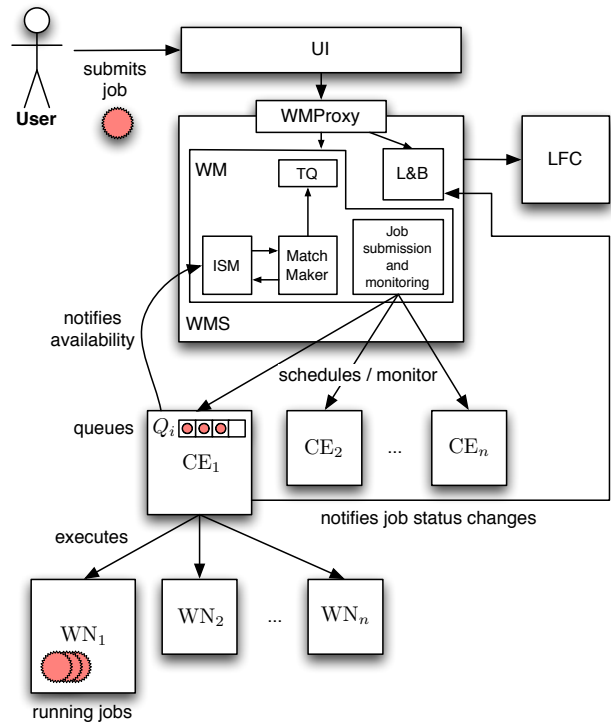 UI
submits
job
User
WMProxy
WM
TQ
L&B
LFC
ISM
Match
Maker
Job
submission
and
monitoring
notifies
availability
WMS
schedules / monitor
queues
Qi
CE1
CE2
...
CEn
notifies job status changes
executes
WN1
WN2
...
WNn
running jobs